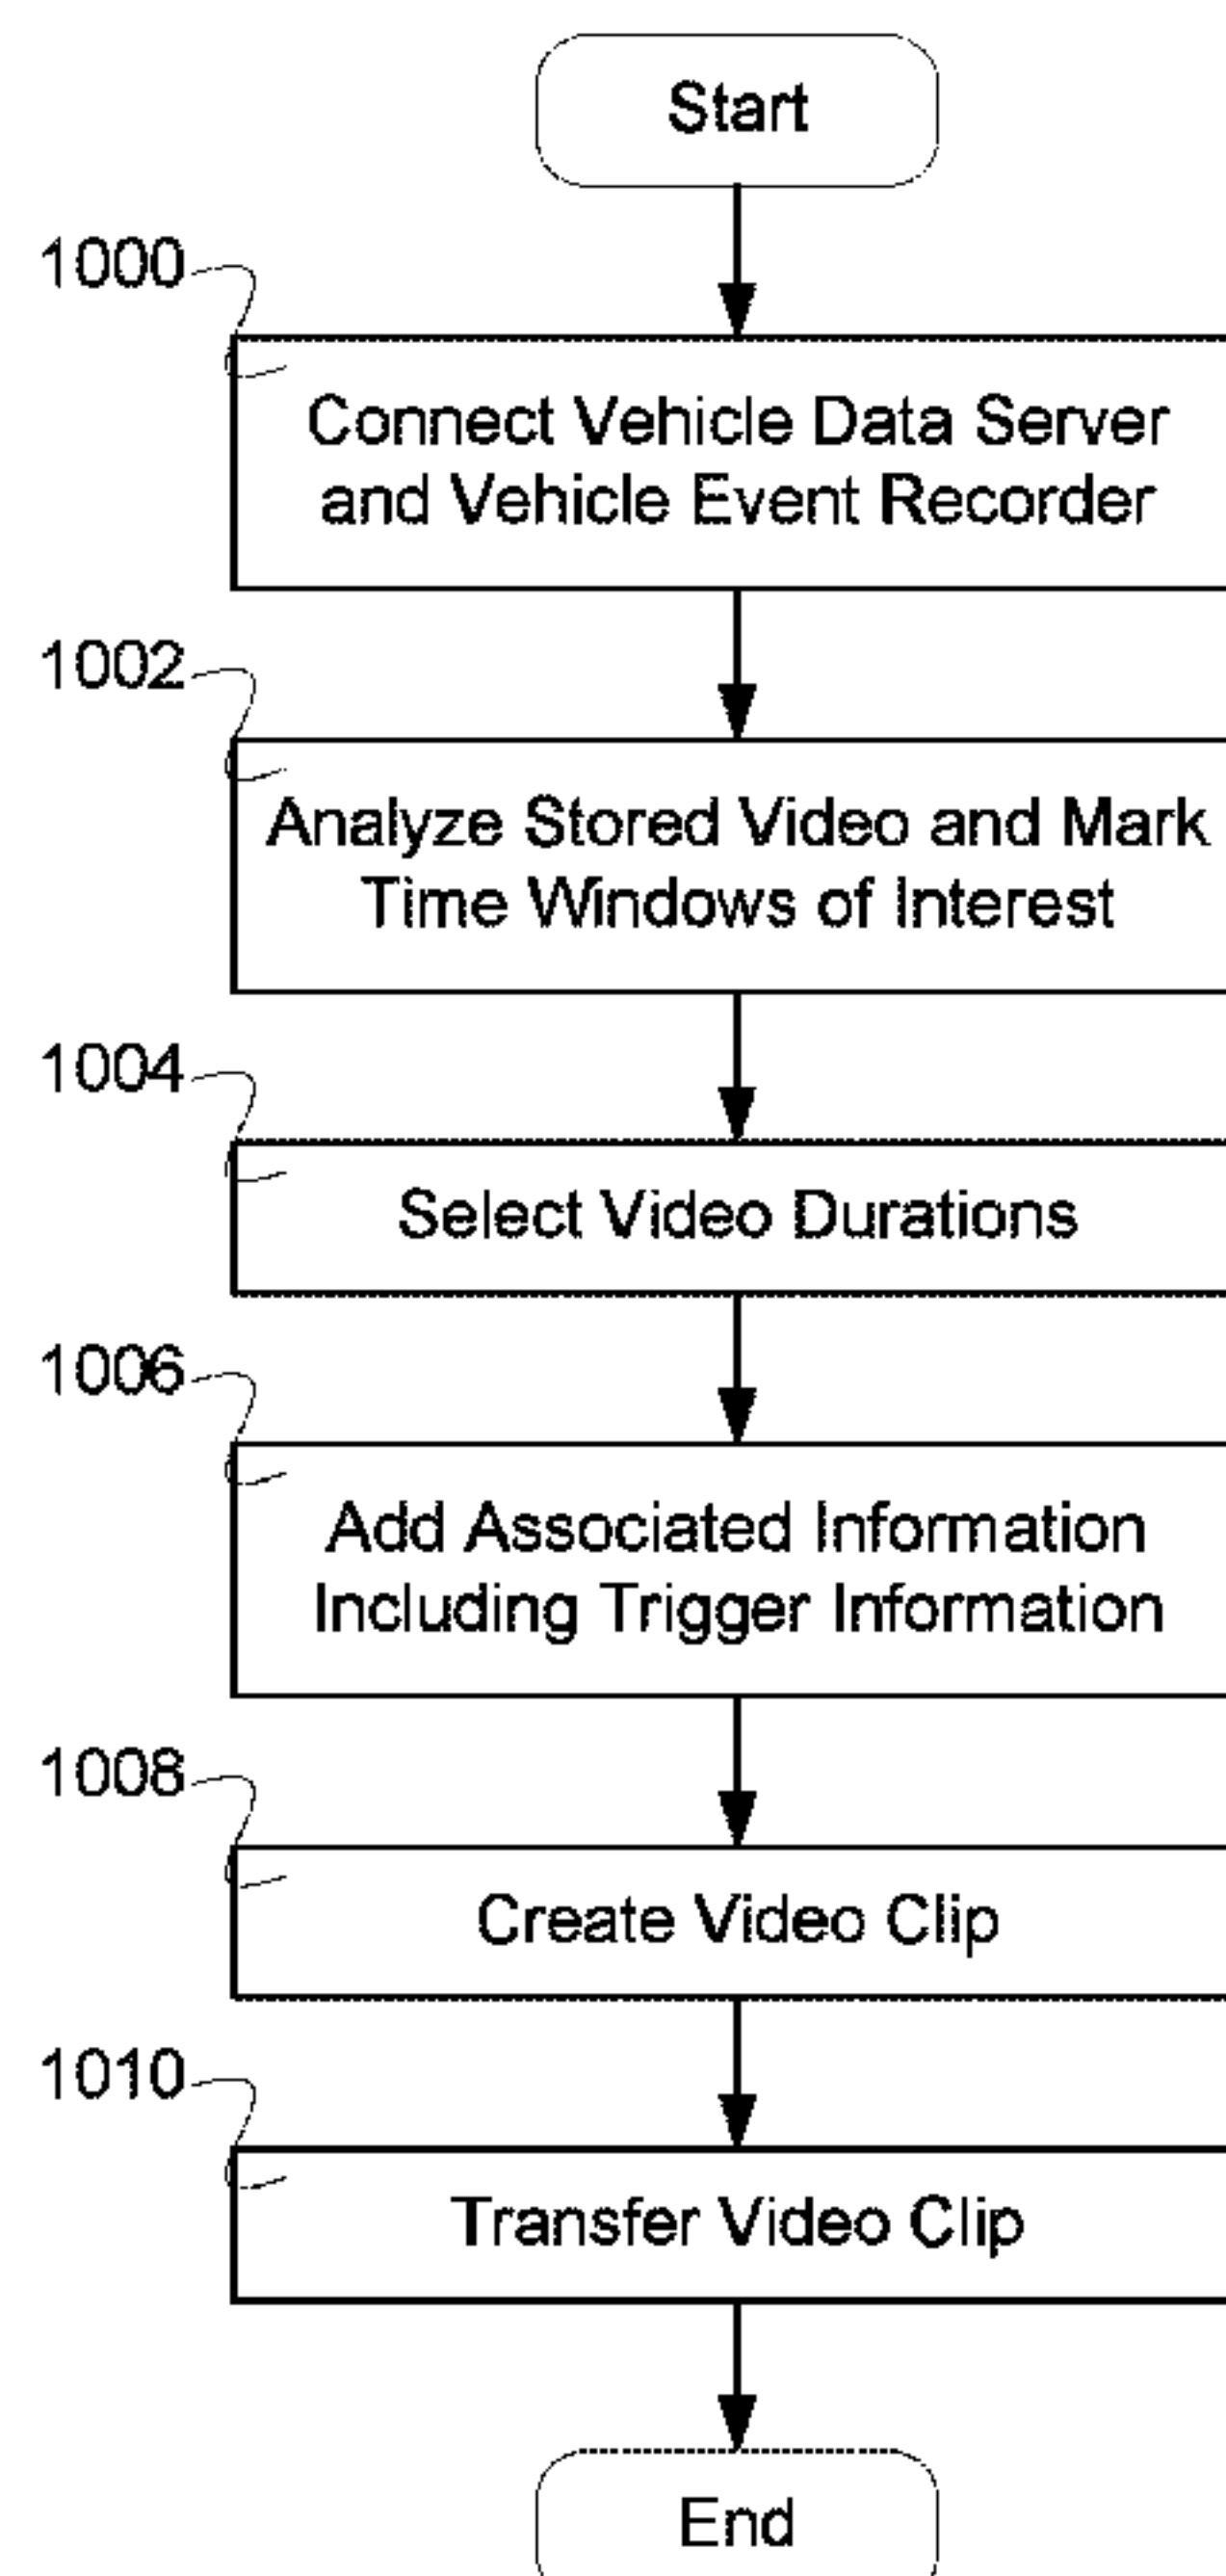 Start
1000
Connect Vehicle Data Server
and Vehicle Event Recorder
1002
Analyze Stored Video and Mark
Time Windows of Interest
1004
Select Video Durations
1006
Add Associated Information
Including Trigger Information
1008
Create Video Clip
1010
Transfer Video Clip
End